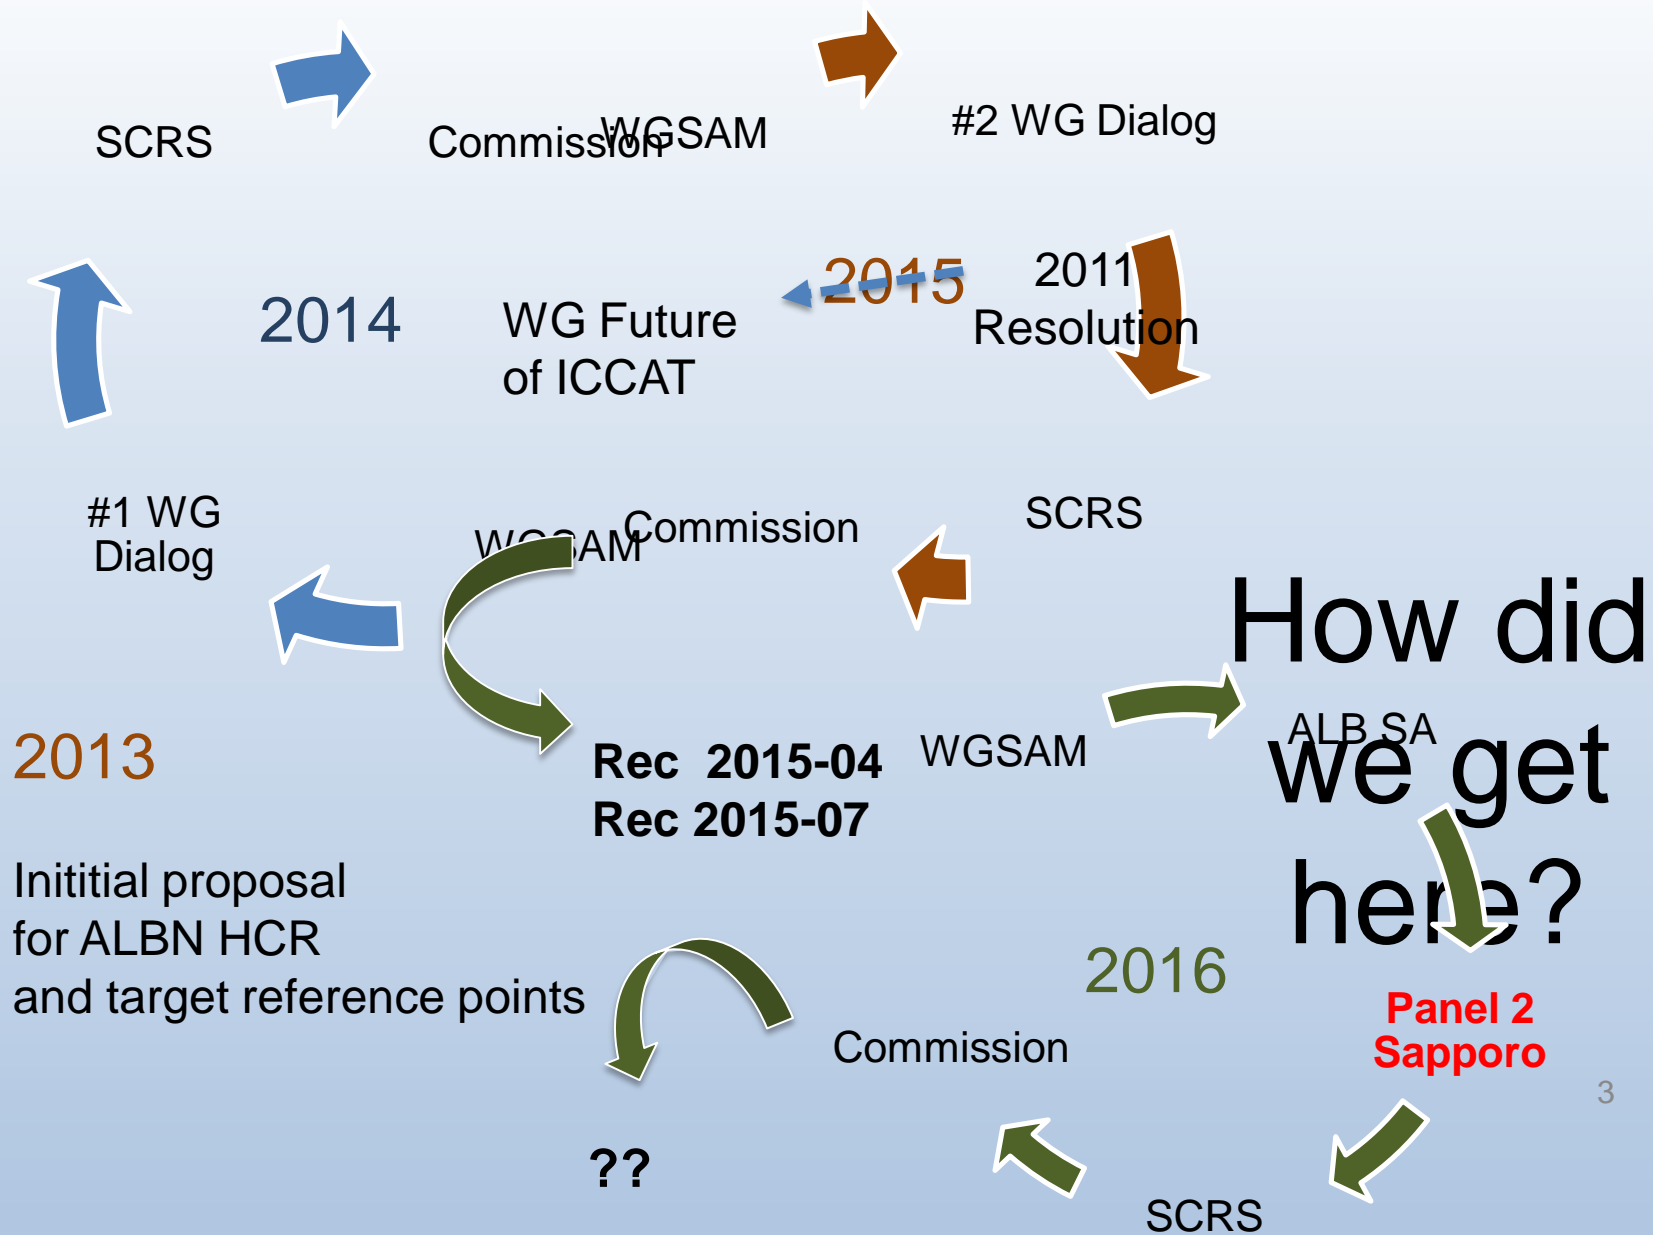 SCRS
Commission
WGSAM
#2 WG Dialog
2014
WG Future
of ICCAT
2015
2011
Resolution
#1 WG
Dialog
WGSAM
Commission
SCRS
How did
we get
here?
2013
Rec  2015-04
Rec 2015-07
WGSAM
ALB SA
Inititial proposal
for ALBN HCR
and target reference points
2016
Panel 2
Sapporo
Commission
3
??
SCRS